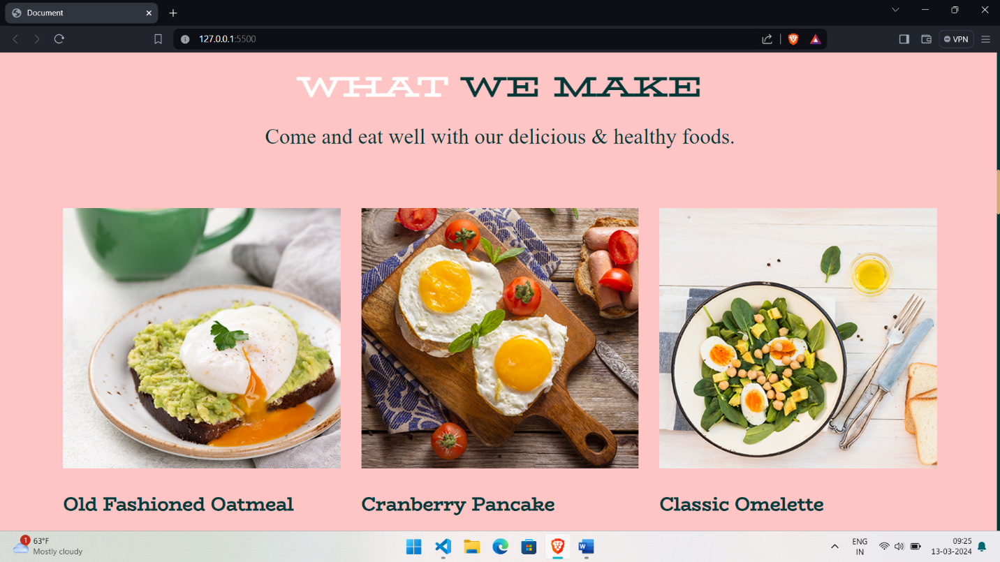 Document
127.0.0.1:5500
VPN
WHAT WE MAKE
Come and eat well with our delicious & healthy foods.
Old Fashioned Oatmeal
Cranberry Pancake
Classic Omelette
1
63°F
Mostly cloudy
W
ENG
IN
09:25
13-03-2024